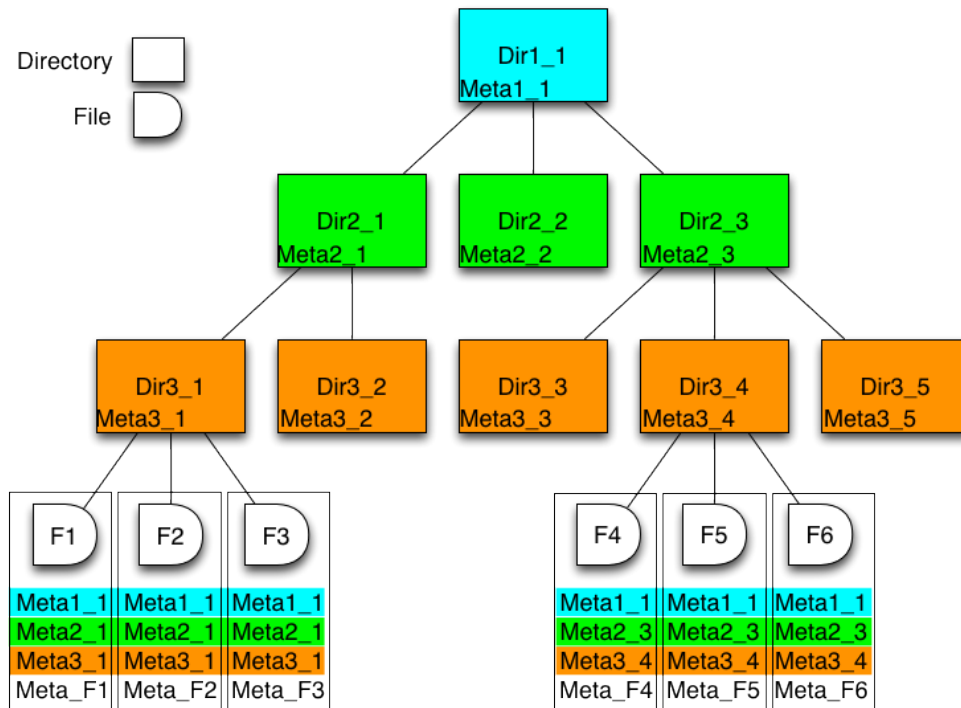 Directory
File
Dir1_1
Meta1_1
Dir2_1
Meta2_1
Dir2_2
Meta2_2
Dir2_3
Meta2_3
Dir3_1
Meta3_1
Dir3_2
Meta3_2
Dir3_3
Meta3_3
Dir3_4
Meta3_4
Dir3_5
Meta3_5
F1
Meta1_1
Meta2_1
Meta3_1
Meta_F1
F2
Meta1_1
Meta2_1
Meta3_1
Meta_F2
F3
Meta1_1
Meta2_1
Meta3_1
Meta_F3
F4
Meta1_1
Meta2_3
Meta3_4
Meta_F4
F5
Meta1_1
Meta2_3
Meta3_4
Meta_F5
F6
Meta1_1
Meta2_3
Meta3_4
Meta_F6